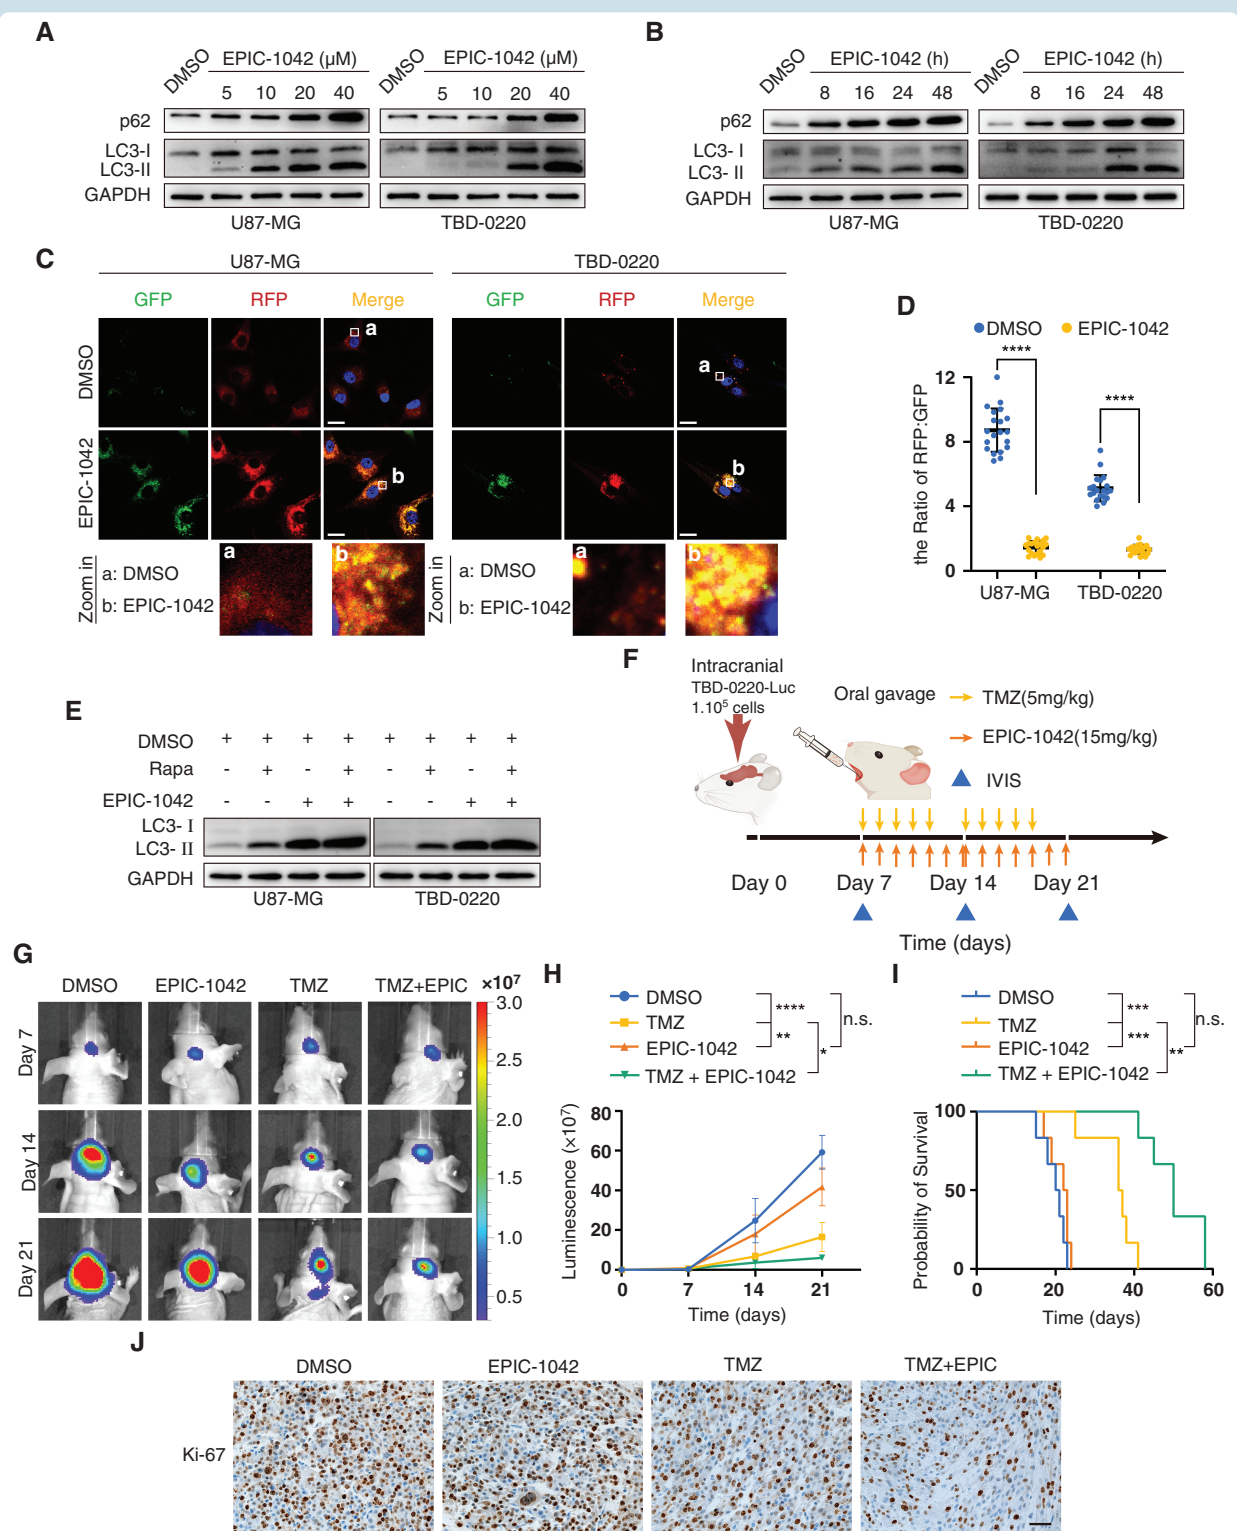 A
DMSO
EPIC-1042 (µM)
5 10 20 40
DMSO
EPIC-1042 (µM)
5 10 20 40
p62
LC3-I
LC3-II
GAPDH
U87-MG
TBD-0220
B
DMSO
EPIC-1042 (h)
8 16 24 48
DMSO
EPIC-1042 (h)
8 16 24 48
p62
LC3- I
LC3- II
GAPDH
U87-MG
TBD-0220
C
U87-MG
TBD-0220
GFP RFP Merge
GFP RFP Merge
DMSO
a
a
EPIC-1042
b
b
Zoom in
a: DMSO
b: EPIC-1042
a
b
Zoom in
a: DMSO
b: EPIC-1042
a
b
D
DMSO EPIC-1042
****
****
the Ratio of RFP:GFP
12
8
4
0
U87-MG TBD-0220
E
DMSO + + + + + + + +
Rapa - + - + - + - +
EPIC-1042 - - + + - - + +
LC3- I
LC3- II
GAPDH
U87-MG
TBD-0220
F
Intracranial
TBD-0220-Luc
1.10⁵ cells
Oral gavage
TMZ(5mg/kg)
EPIC-1042(15mg/kg)
IVIS
Day 0 Day 7 Day 14 Day 21
Time (days)
G
DMSO EPIC-1042 TMZ TMZ+EPIC
×10⁷
Day 7
Day 14
Day 21
3.0
2.5
2.0
1.5
1.0
0.5
H
DMSO
TMZ
EPIC-1042
TMZ + EPIC-1042
****
**
*
n.s.
Luminescence (×10⁷)
80
60
40
20
0
0 7 14 21
Time (days)
I
DMSO
TMZ
EPIC-1042
TMZ + EPIC-1042
***
***
**
n.s.
Probability of Survival
100
50
0
0 20 40 60
Time (days)
J
DMSO EPIC-1042 TMZ TMZ+EPIC
Ki-67